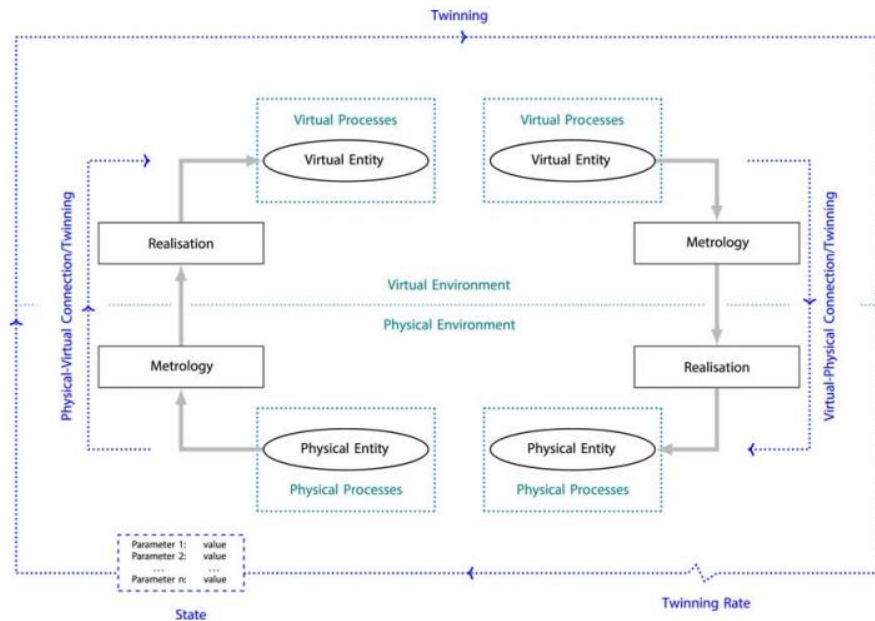 Twinning
Virtual Processes
Virtual Entity
Virtual Processes
Virtual Entity
Physical-Virtual Connection/Twinning
Realisation
Metrology
Virtual-Physical Connection/Twinning
Virtual Environment
Physical Environment
Metrology
Realisation
Physical Entity
Physical Processes
Physical Entity
Physical Processes
Parameter 1: value
Parameter 2: value
... ...
Parameter n: value
State
Twinning Rate